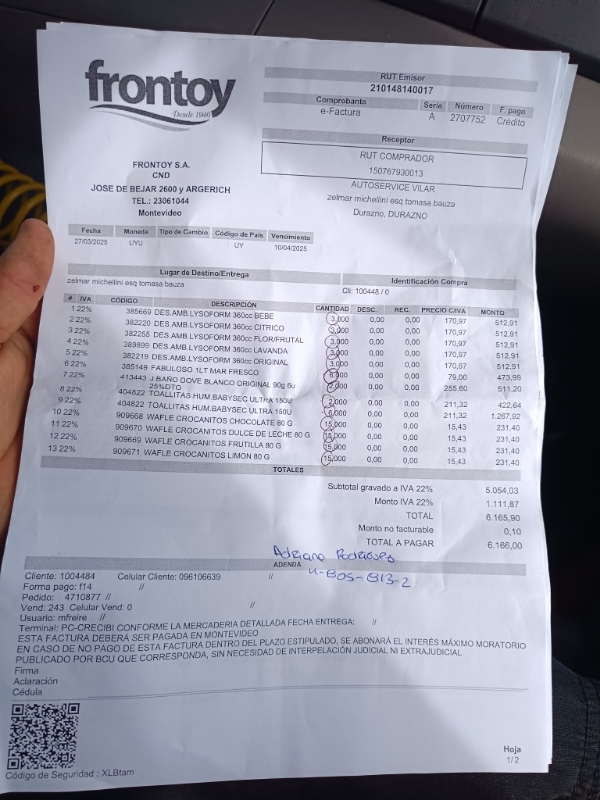 frontoy
Desde 1946
RUT Emisor
210148140017
Comprobante Serie Número F. pago
e-Factura A 2707752 Crédito
Receptor
RUT COMPRADOR
150767930013
AUTOSERVICE VILAR
zelmar michellini esq tomas bauza
Durazno, DURAZNO
FRONTOY S.A.
CND
JOSE DE BEJAR 2600 y ARGERICH
TEL.: 23061044
Montevideo
Fecha Moneda Tipo de Cambio Código de País Vencimiento
27/03/2025 UYU UY 10/04/2025
Lugar de Destino/Entrega Identificación Compra
zelmar michellini esq tomas bauza Cli: 100448 / 0
# IVA CÓDIGO DESCRIPCIÓN CANTIDAD DESC. REC. PRECIO C/IVA MONTO
1 22% 385669 DES.AMB.LYSOFORM 360cc BEBE 3,000 0,00 0,00 170,97 512,91
2 22% 382220 DES.AMB.LYSOFORM 360cc CITRICO 3,000 0,00 0,00 170,97 512,91
3 22% 382256 DES.AMB.LYSOFORM 360cc FLOR/FRUTAL 3,000 0,00 0,00 170,97 512,91
4 22% 389899 DES.AMB.LYSOFORM 360cc LAVANDA 3,000 0,00 0,00 170,97 512,91
5 22% 382219 DES.AMB.LYSOFORM 360cc ORIGINAL 3,000 0,00 0,00 170,97 512,91
6 22% 385149 FABULOSO 1LT MAR FRESCO 6,000 0,00 0,00 79,00 473,99
7 22% 413443 J.BAÑO DOVE BLANCO ORIGINAL 90g 6u 2,000 0,00 0,00 255,60 511,20
25%DTO
8 22% 404822 TOALLITAS HUM.BABYSEC ULTRA 150U 2,000 0,00 0,00 211,32 422,64
9 22% 404822 TOALLITAS HUM.BABYSEC ULTRA 150U 6,000 0,00 0,00 211,32 1.267,92
10 22% 909668 WAFLE CROCANITOS CHOCOLATE 80 G 15,000 0,00 0,00 15,43 231,40
11 22% 909670 WAFLE CROCANITOS DULCE DE LECHE 80 G 15,000 0,00 0,00 15,43 231,40
12 22% 909669 WAFLE CROCANITOS FRUTILLA 80 G 15,000 0,00 0,00 15,43 231,40
13 22% 909671 WAFLE CROCANITOS LIMON 80 G 15,000 0,00 0,00 15,43 231,40
TOTALES
Subtotal gravado a IVA 22% 5.054,03
Monto IVA 22% 1.111,87
TOTAL 6.165,90
Monto no facturable 0,10
TOTAL A PAGAR 6.166,00
Adriana Rodriguez
4-805-813-2
ADENDA
Cliente: 1004484 Celular Cliente: 096106639 //
Forma pago: f14 //
Pedido: 4710877 //
Vend: 243 Celular Vend: 0 //
Usuario: mfreire //
Terminal: PC-CRECIBI CONFORME LA MERCADERIA DETALLADA FECHA ENTREGA: //
ESTA FACTURA DEBERÁ SER PAGADA EN MONTEVIDEO
EN CASO DE NO PAGO DE ESTA FACTURA DENTRO DEL PLAZO ESTIPULADO, SE ABONARÁ EL INTERÉS MÁXIMO MORATORIO
PUBLICADO POR BCU QUE CORRESPONDA, SIN NECESIDAD DE INTERPELACIÓN JUDICIAL NI EXTRAJUDICIAL
Firma
Aclaración
Cédula
Código de Seguridad : XLBtam
Hoja
1/2